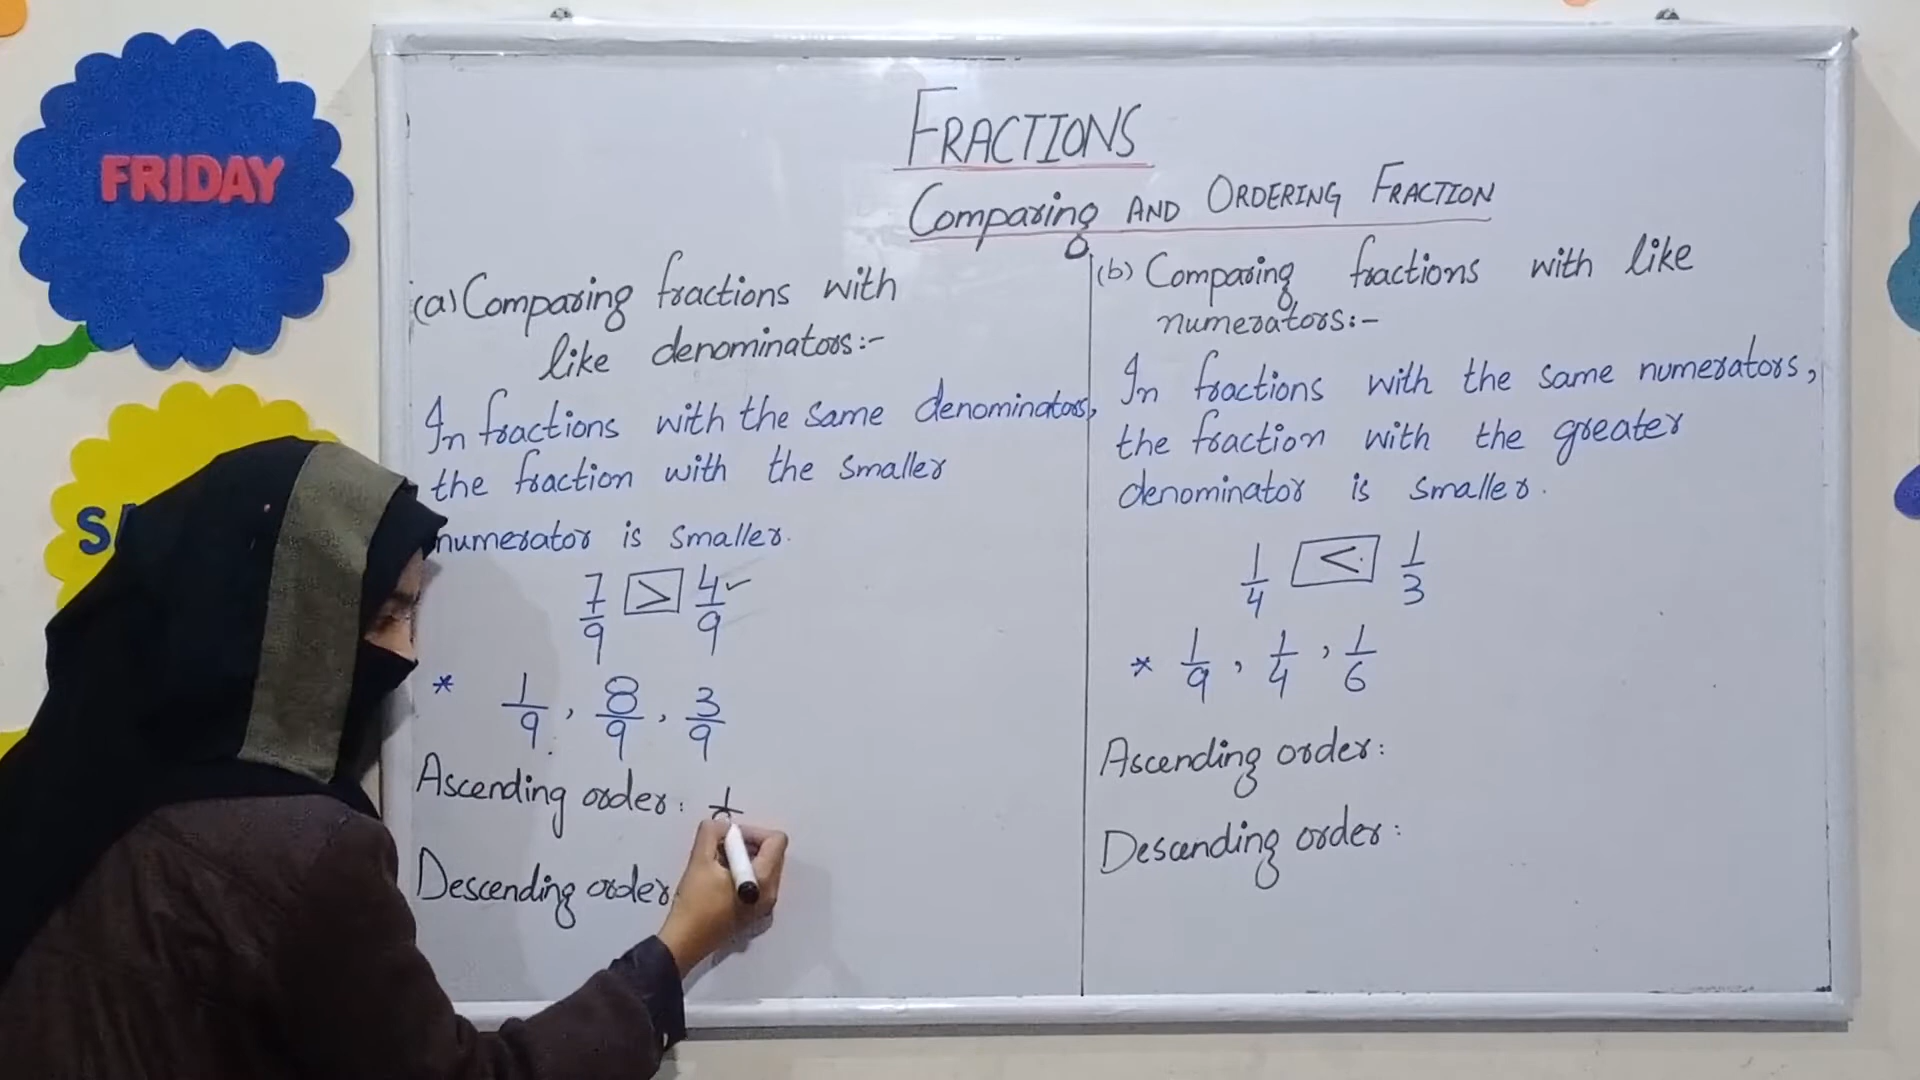 FRIDAY
FRACTIONS
Comparing AND ORDERING FRACTION
(a) Comparing fractions with
like denominators:-
In fractions with the same denominators,
the fraction with the smaller
numerator is smaller.
7/9 > 4/9 ✓
* 1/9, 8/9, 3/9
Ascending order: 1/
Descending order
(b) Comparing fractions with like
numerators:-
In fractions with the same numerators,
the fraction with the greater
denominator is smaller.
1/4 < 1/3
* 1/9, 1/4, 1/6
Ascending order:
Descending order: